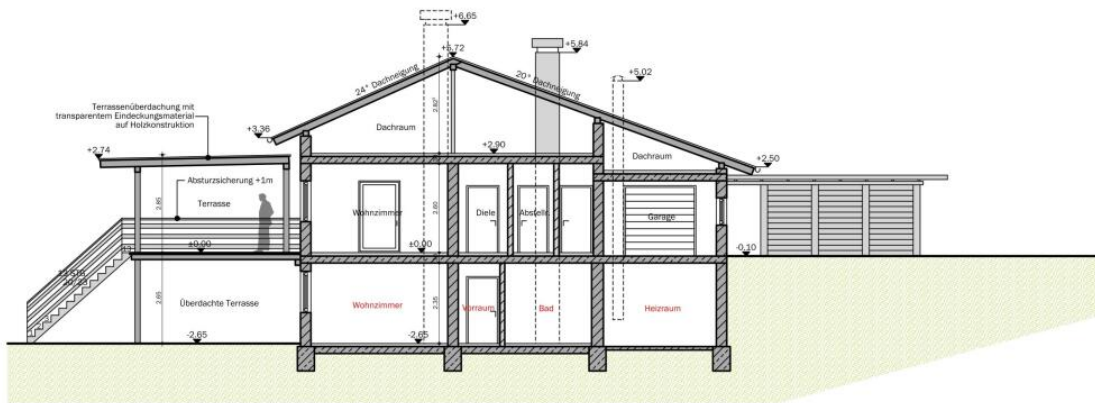 +6.65
+5.72
+5.84
24° Dachneigung
20° Dachneigung
+5.02
Terrassenüberdachung mit
transparentem Eindeckungsmaterial
auf Holzkonstruktion
2.82⁵
Dachraum
+3.36
+2.74
+2.90
Dachraum
+2.50
Absturzsicherung +1m
Terrasse
2.85
2.60
Wohnzimmer
Diele
Abstellr.
Garage
±0.00
±0.00
-0.10
Überdachte Terrasse
2.65
2.35
Wohnzimmer
Vorraum
Bad
Heizraum
-2.65
-2.65